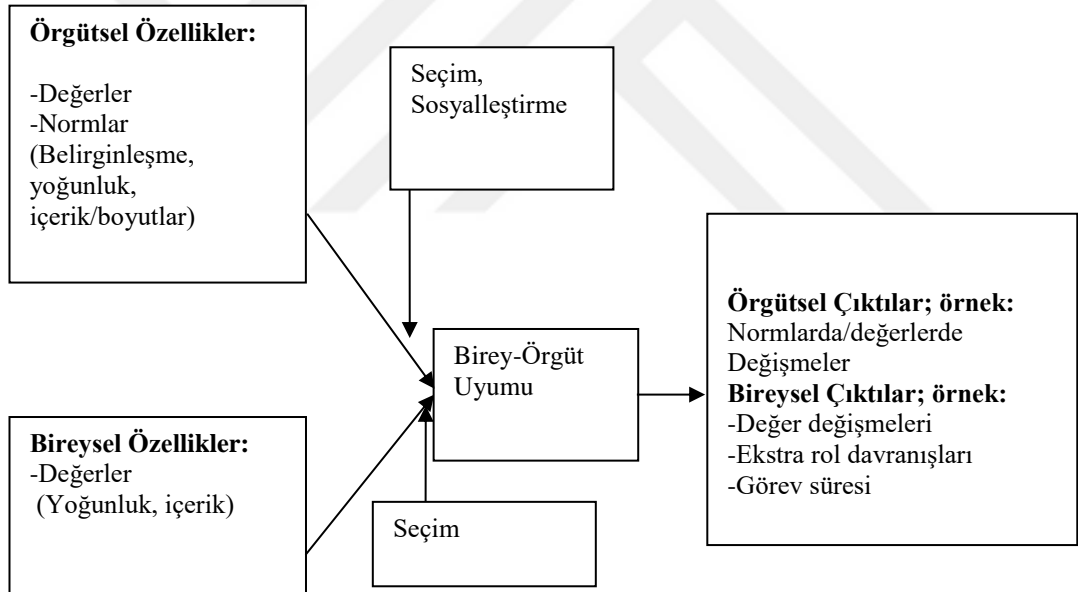 Örgütsel Özellikler:
-Değerler
-Normlar
(Belirginleşme,
yoğunluk,
içerik/boyutlar)
Seçim,
Sosyalleştirme
Bireysel Özellikler:
-Değerler
(Yoğunluk, içerik)
Seçim
Birey-Örgüt
Uyumu
Örgütsel Çıktılar; örnek:
Normlarda/değerlerde
Değişmeler
Bireysel Çıktılar; örnek:
-Değer değişmeleri
-Ekstra rol davranışları
-Görev süresi